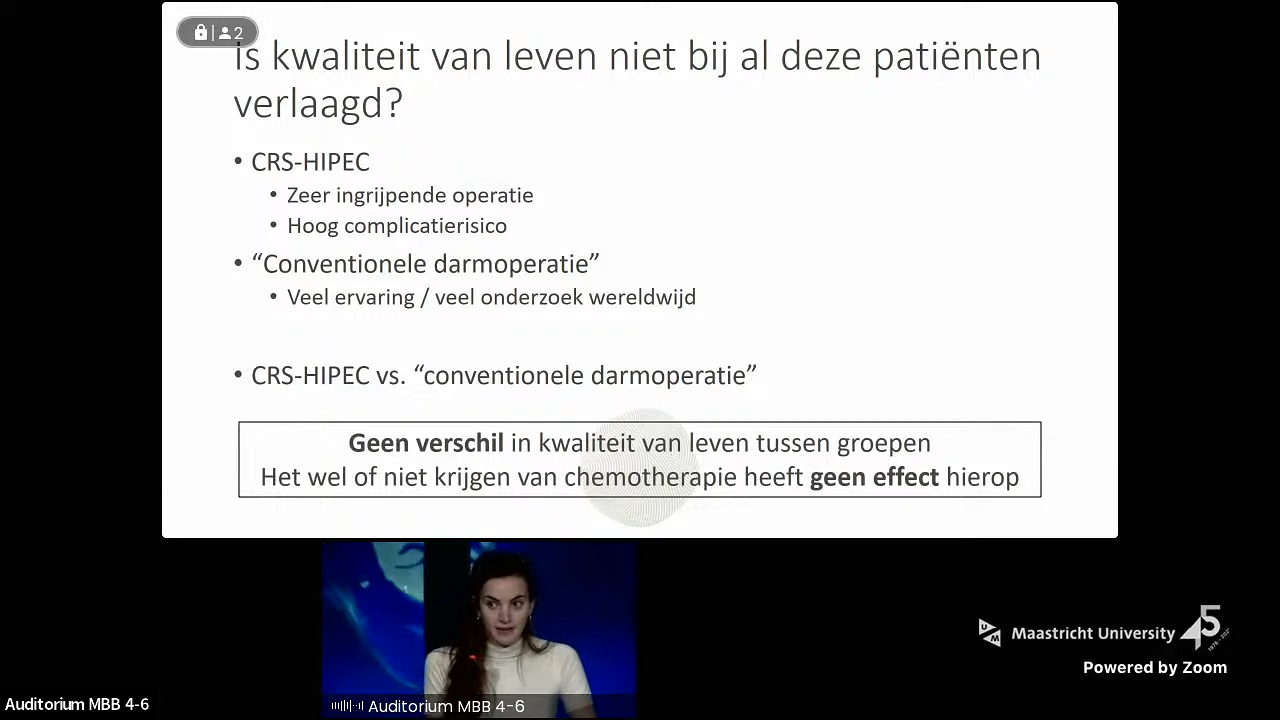 2
Is kwaliteit van leven niet bij al deze patiënten
verlaagd?
• CRS-HIPEC
• Zeer ingrijpende operatie
• Hoog complicatierisico
• “Conventionele darmoperatie”
• Veel ervaring / veel onderzoek wereldwijd
• CRS-HIPEC vs. “conventionele darmoperatie”
Geen verschil in kwaliteit van leven tussen groepen
Het wel of niet krijgen van chemotherapie heeft geen effect hierop
UM Maastricht University 45
Powered by Zoom
Auditorium MBB 4-6
Auditorium MBB 4-6